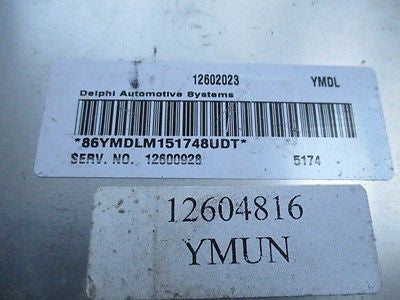 12602023 YMDL
Delphi Automotive Systems
*86YMDLM151748UDT*
SERV. NO. 12600928 5174
12604816
YMUN